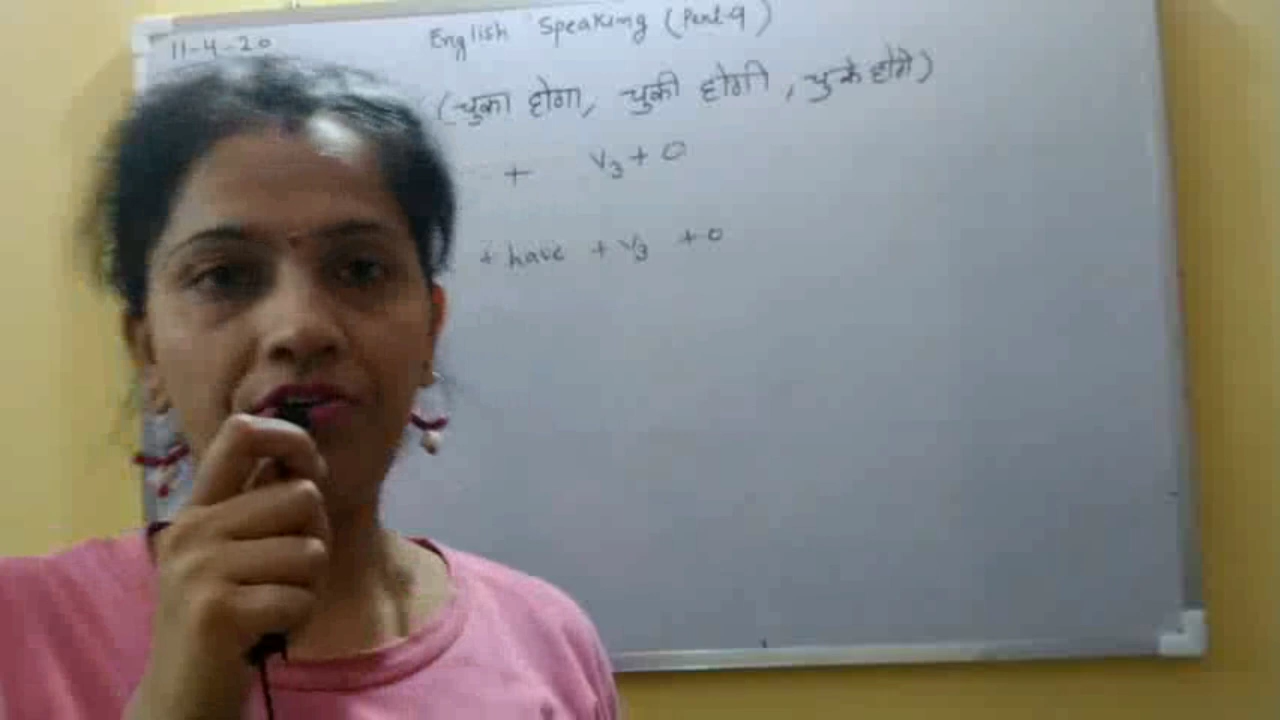 11-4-20
English Speaking (Part-9)
(चुका होगा, चुकी होगी, चुके होंगे)
+ V3 + O
+ have + V3 + O